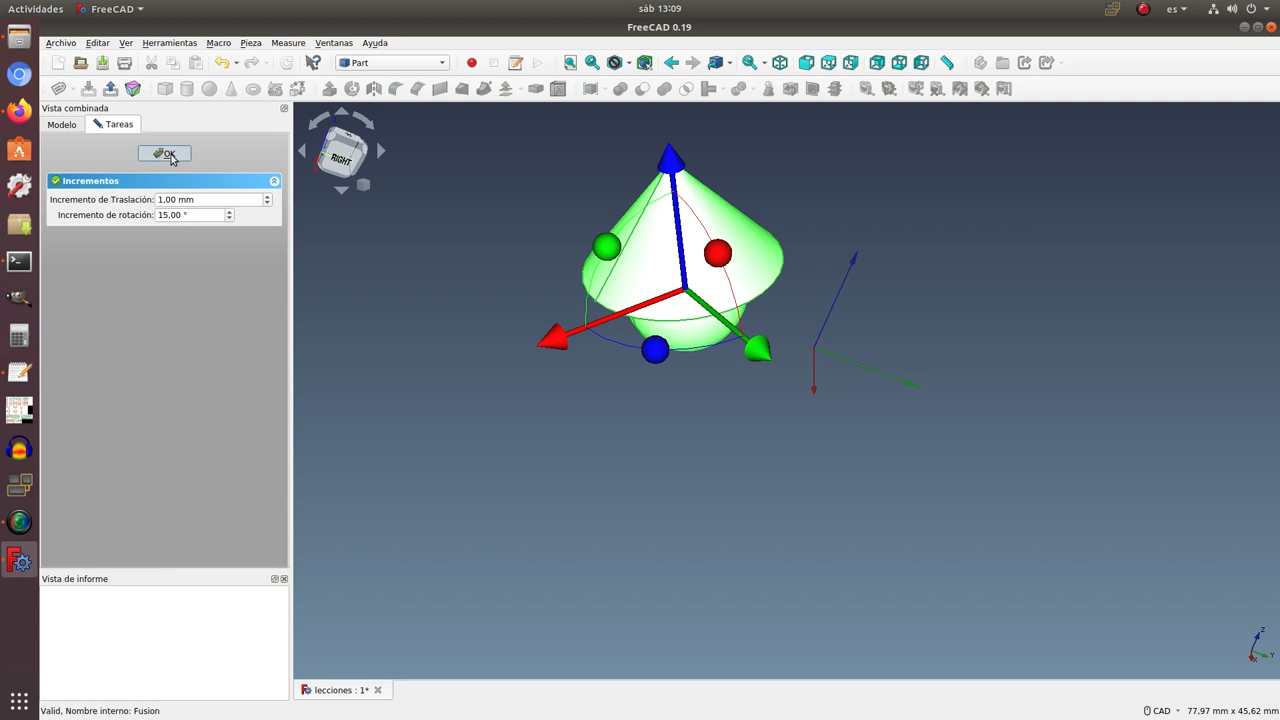 Actividades FreeCAD sáb 13:09 es
FreeCAD 0.19
Archivo Editar Ver Herramientas Macro Pieza Measure Ventanas Ayuda
Part
Vista combinada
Modelo Tareas
OK
Incrementos
Incremento de Traslación: 1,00 mm
Incremento de rotación: 15,00 °
RIGHT
Vista de informe
Z
Y
X
lecciones : 1*
Valid, Nombre interno: Fusion CAD 77,97 mm x 45,62 mm